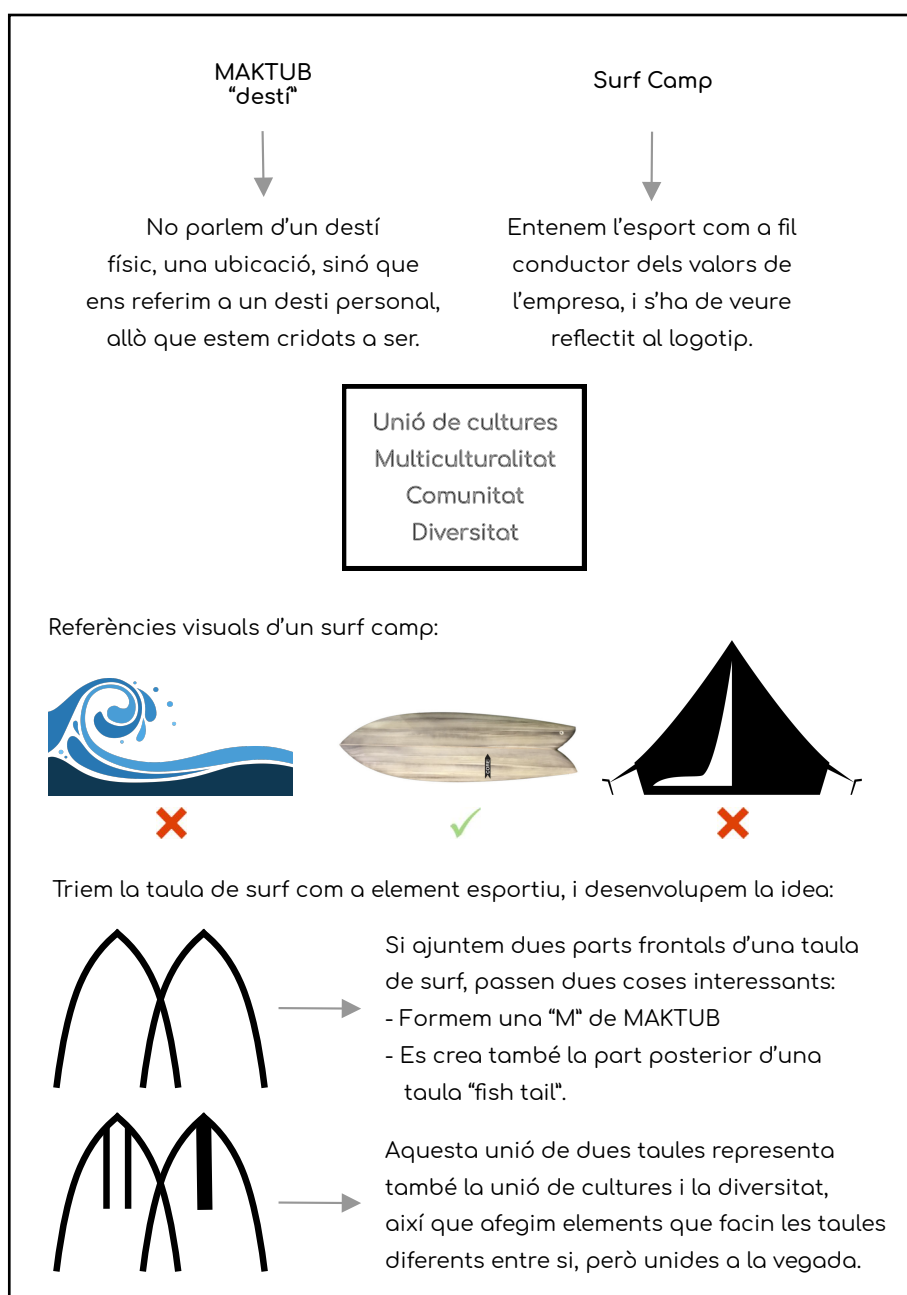 MAKTUB
“destí”
Surf Camp
No parlem d’un destí
físic, una ubicació, sinó que
ens referim a un desti personal,
allò que estem cridats a ser.
Entenem l’esport com a fil
conductor dels valors de
l’empresa, i s’ha de veure
reflectit al logotip.
Unió de cultures
Multiculturalitat
Comunitat
Diversitat
Referències visuals d’un surf camp:
Triem la taula de surf com a element esportiu, i desenvolupem la idea:
Si ajuntem dues parts frontals d’una taula
de surf, passen dues coses interessants:
- Formem una “M” de MAKTUB
- Es crea també la part posterior d’una
taula “fish tail”.
Aquesta unió de dues taules representa
també la unió de cultures i la diversitat,
així que afegim elements que facin les taules
diferents entre si, però unides a la vegada.